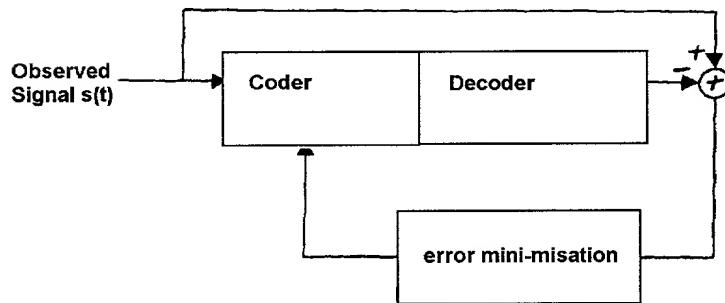 Observed
Signal s(t)
Coder
Decoder
+
−
+
error mini-misation